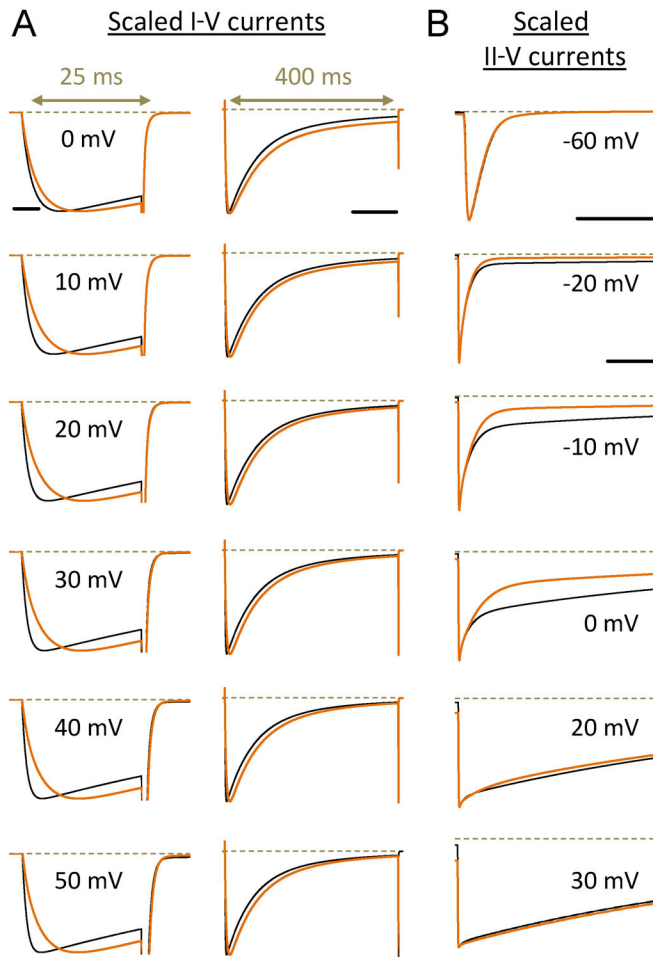 A
Scaled I-V currents
25 ms
400 ms
0 mV
10 mV
20 mV
30 mV
40 mV
50 mV
B
Scaled
II-V currents
-60 mV
-20 mV
-10 mV
0 mV
20 mV
30 mV